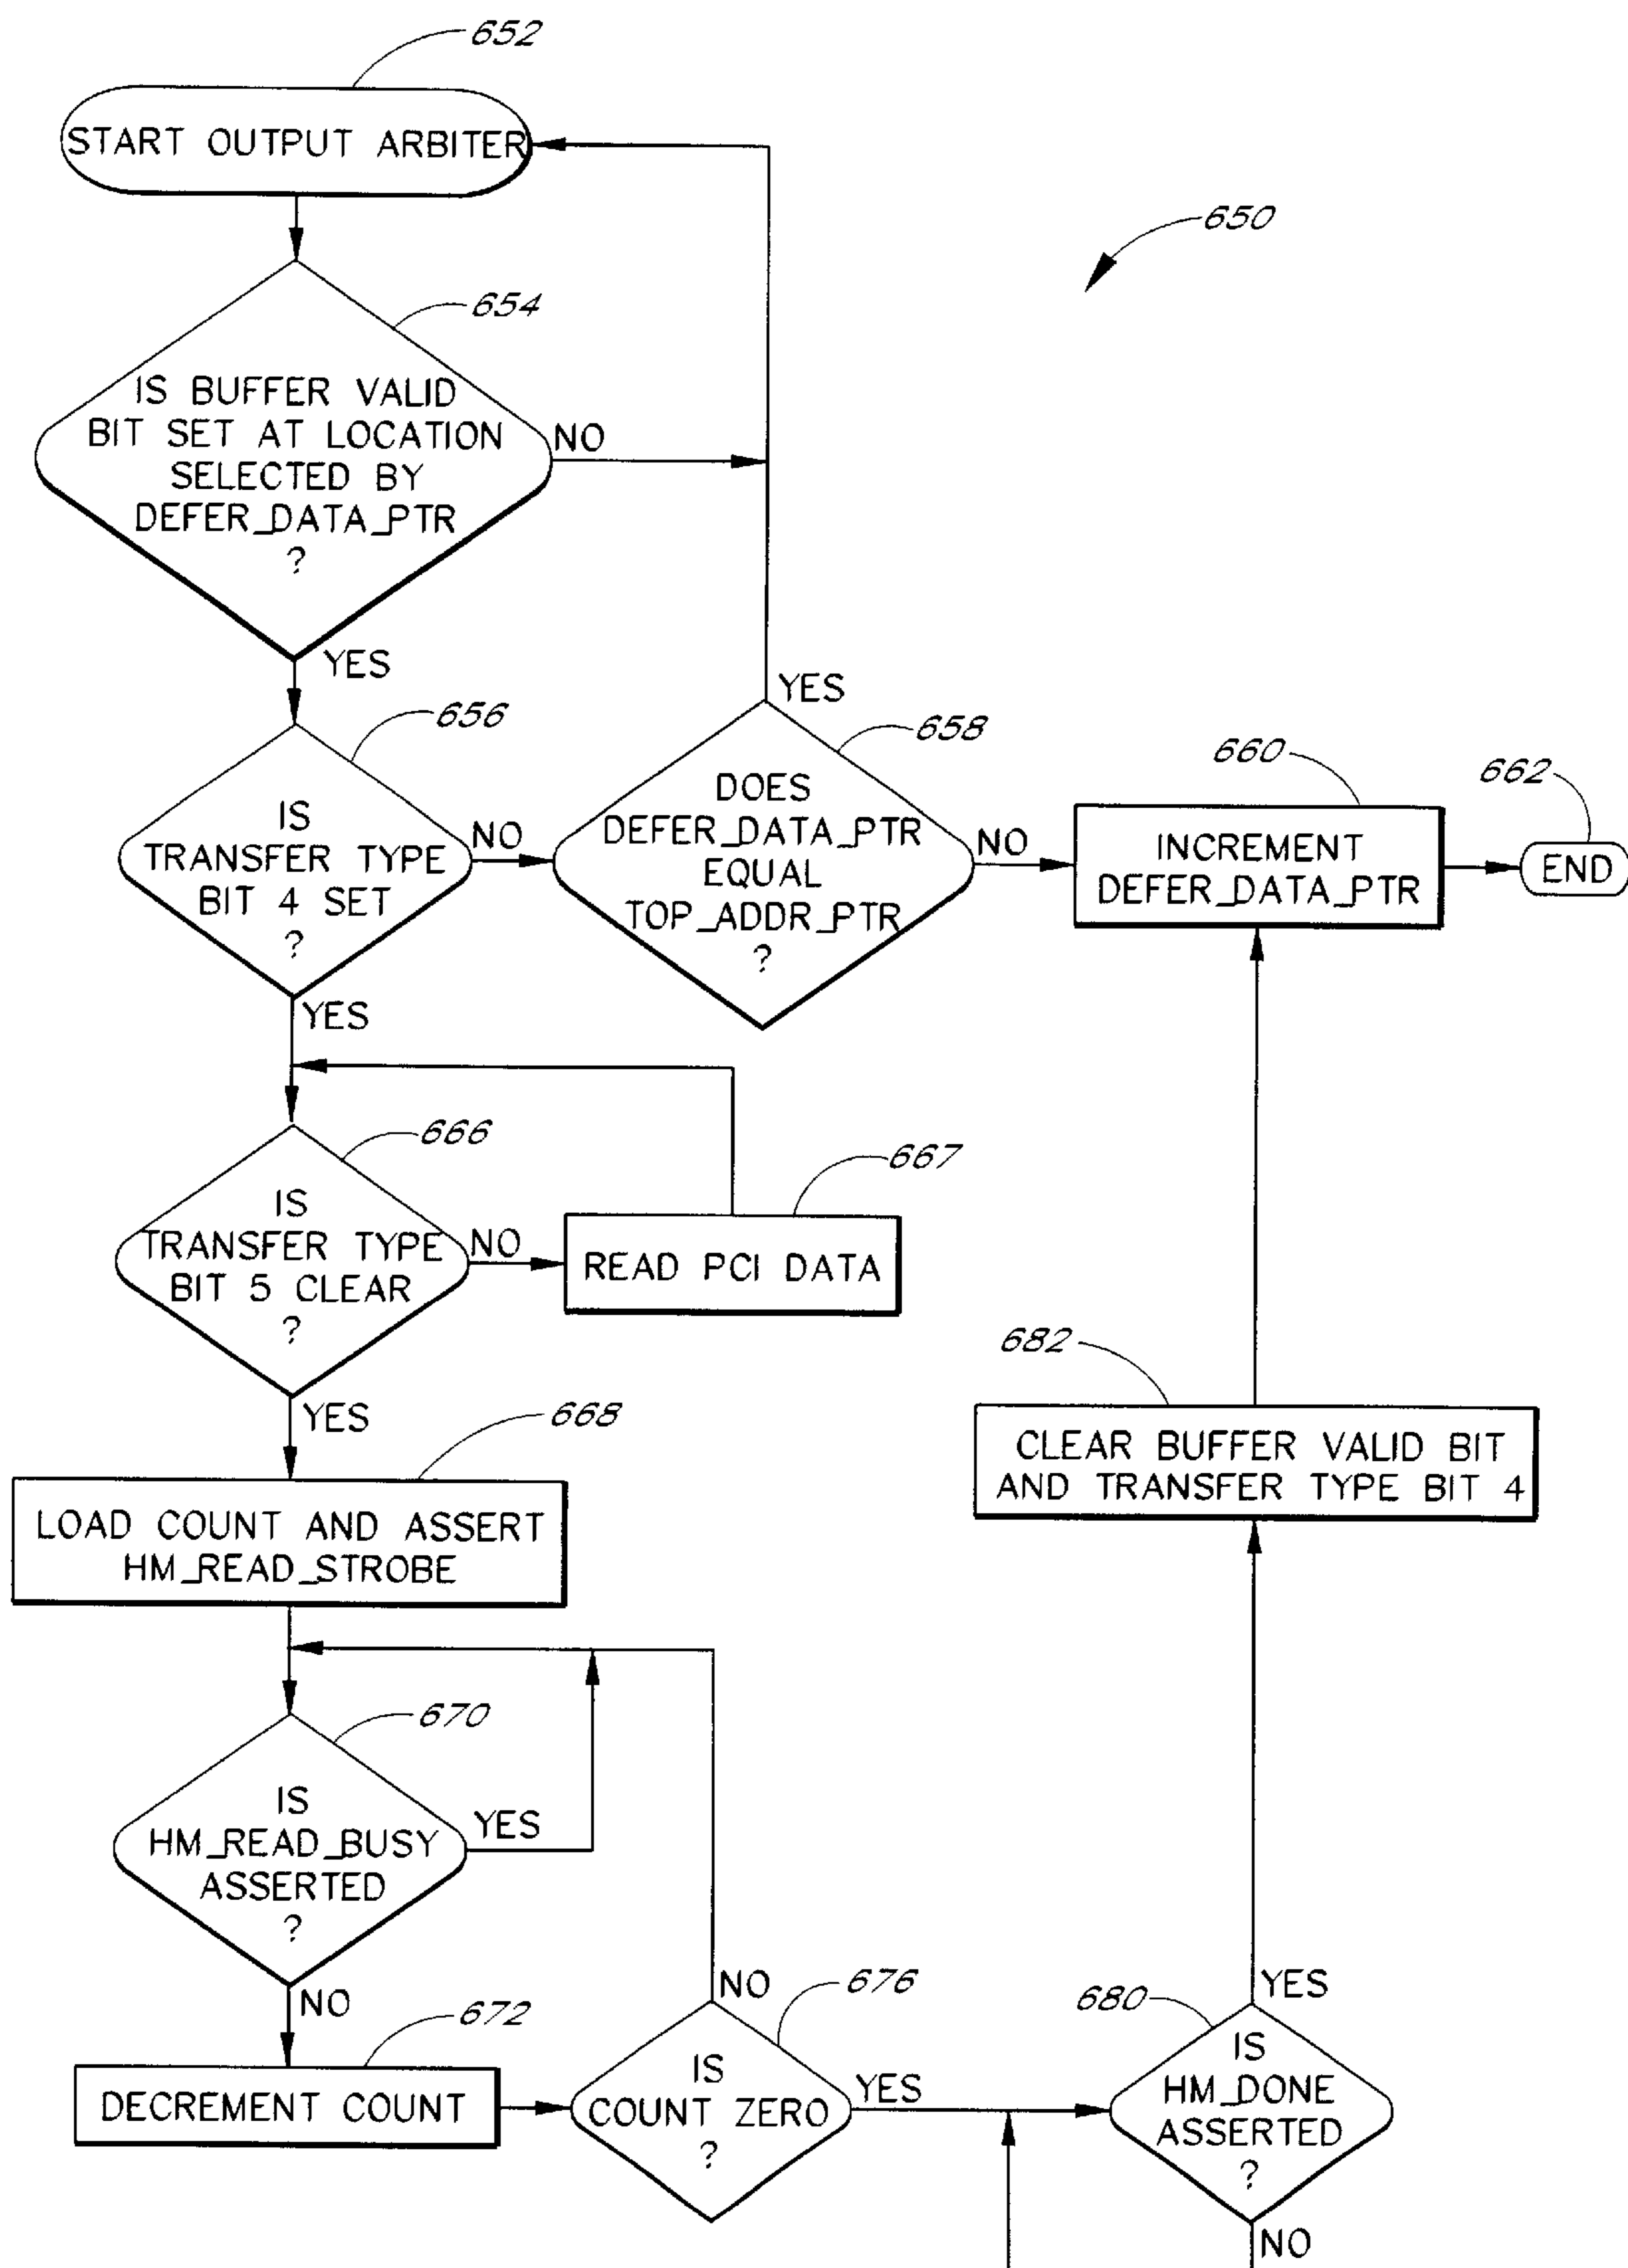 652
START OUTPUT ARBITER
650
654
IS BUFFER VALID
BIT SET AT LOCATION
SELECTED BY
DEFER_DATA_PTR
?
NO
YES
656
IS
TRANSFER TYPE
BIT 4 SET
?
NO
YES
YES
658
DOES
DEFER_DATA_PTR
EQUAL
TOP_ADDR_PTR
?
NO
660
INCREMENT
DEFER_DATA_PTR
662
END
666
IS
TRANSFER TYPE
BIT 5 CLEAR
?
NO
667
READ PCI DATA
YES
668
LOAD COUNT AND ASSERT
HM_READ_STROBE
682
CLEAR BUFFER VALID BIT
AND TRANSFER TYPE BIT 4
670
IS
HM_READ_BUSY
ASSERTED
?
YES
NO
672
DECREMENT COUNT
NO
676
IS
COUNT ZERO
?
YES
680
YES
IS
HM_DONE
ASSERTED
?
NO